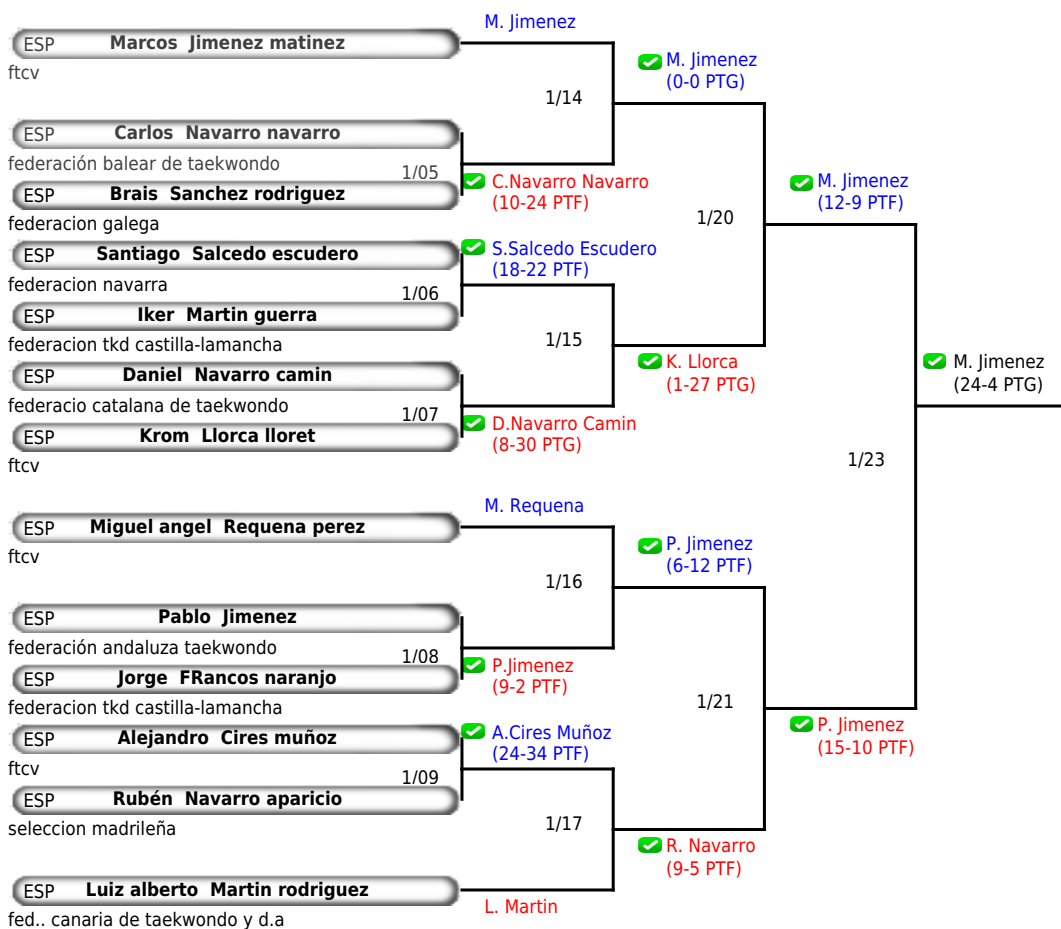 M. Jimenez
ESP Marcos Jimenez matinez
ftcv
M. Jimenez
(0-0 PTG)
1/14
ESP Carlos Navarro navarro
federación balear de taekwondo
1/05
ESP Brais Sanchez rodriguez
C.Navarro Navarro
(10-24 PTF)
federacion galega
M. Jimenez
(12-9 PTF)
1/20
ESP Santiago Salcedo escudero
S.Salcedo Escudero
(18-22 PTF)
federacion navarra
1/06
ESP Iker Martin guerra
federacion tkd castilla-lamancha
1/15
K. Llorca
(1-27 PTG)
ESP Daniel Navarro camin
federacio catalana de taekwondo
1/07
ESP Krom Llorca lloret
D.Navarro Camin
(8-30 PTG)
ftcv
M. Jimenez
(24-4 PTG)
1/23
M. Requena
ESP Miguel angel Requena perez
ftcv
P. Jimenez
(6-12 PTF)
1/16
ESP Pablo Jimenez
federación andaluza taekwondo
1/08
ESP Jorge FRancos naranjo
P.Jimenez
(9-2 PTF)
federacion tkd castilla-lamancha
1/21
P. Jimenez
(15-10 PTF)
ESP Alejandro Cires muñoz
A.Cires Muñoz
(24-34 PTF)
ftcv
1/09
ESP Rubén Navarro aparicio
seleccion madrileña
1/17
R. Navarro
(9-5 PTF)
ESP Luiz alberto Martin rodriguez
L. Martin
fed.. canaria de taekwondo y d.a